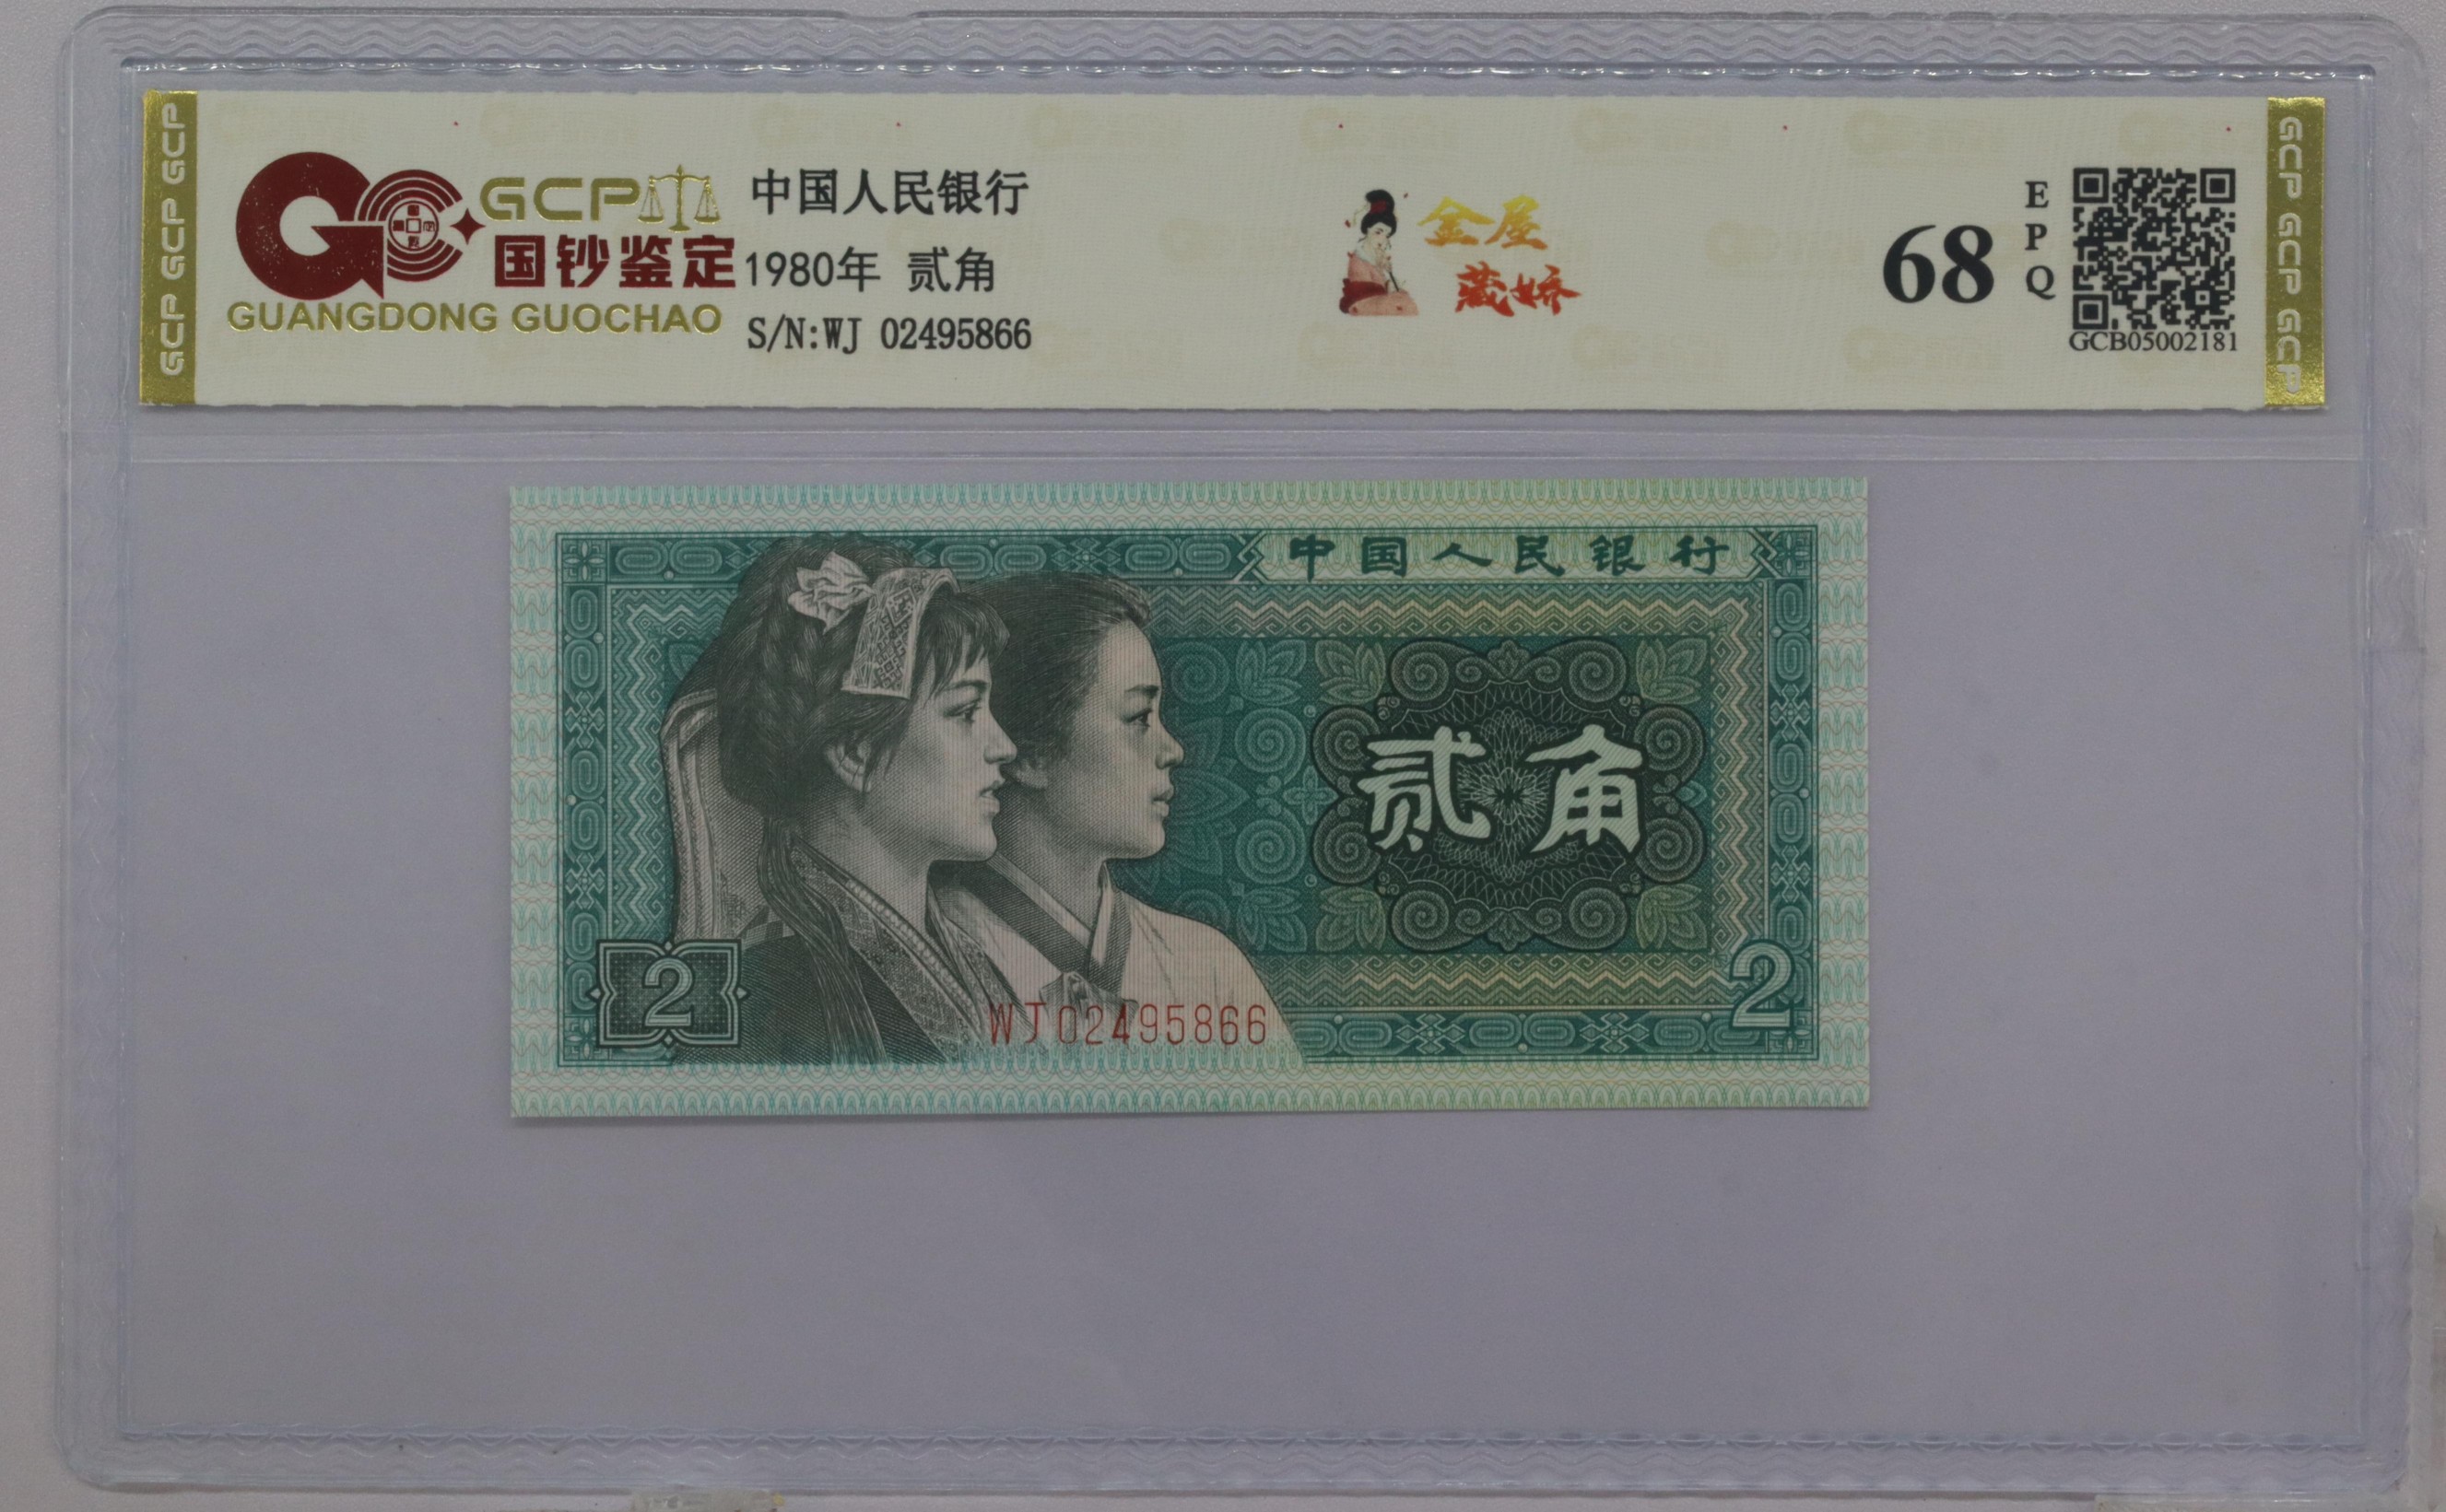 GCP GCP GCP
GCP
国钞鉴定
GUANGDONG GUOCHAO
中国人民银行
1980年 贰角
S/N:WJ 02495866
金屋
藏娇
68
E
P
Q
GCB05002181
GCP GCP GCP
中国人民银行
贰角
2
WJ02495866
2